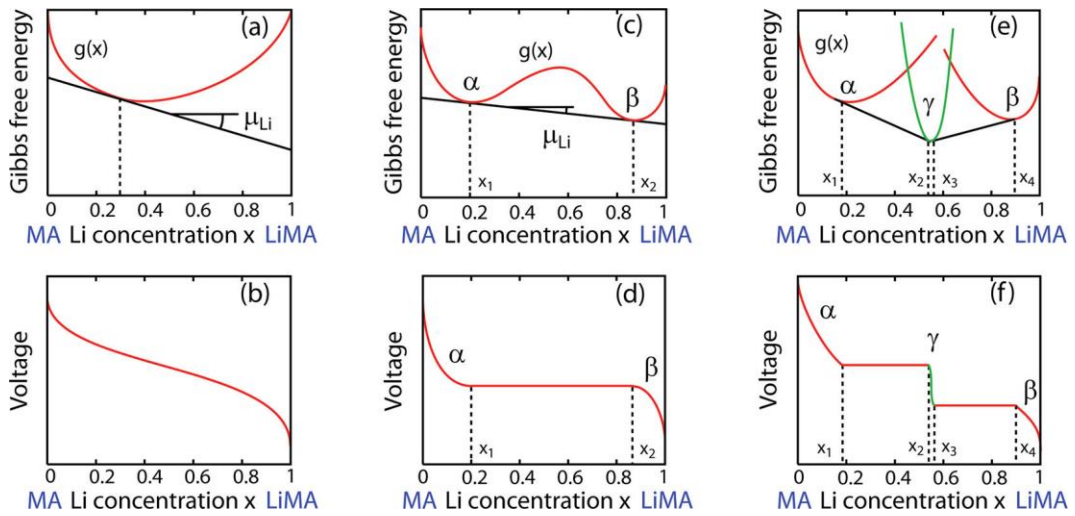 (a)
Gibbs free energy
g(x)
μLi
0 0.2 0.4 0.6 0.8 1
MA Li concentration x LiMA
(c)
Gibbs free energy
g(x)
α
β
μLi
x1 x2
0 0.2 0.4 0.6 0.8 1
MA Li concentration x LiMA
(e)
Gibbs free energy
g(x)
α
γ
β
x1 x2 x3 x4
0 0.2 0.4 0.6 0.8 1
MA Li concentration x LiMA
(b)
Voltage
0 0.2 0.4 0.6 0.8 1
MA Li concentration x LiMA
(d)
Voltage
α
β
x1 x2
0 0.2 0.4 0.6 0.8 1
MA Li concentration x LiMA
(f)
Voltage
α
γ
β
x1 x2 x3 x4
0 0.2 0.4 0.6 0.8 1
MA Li concentration x LiMA